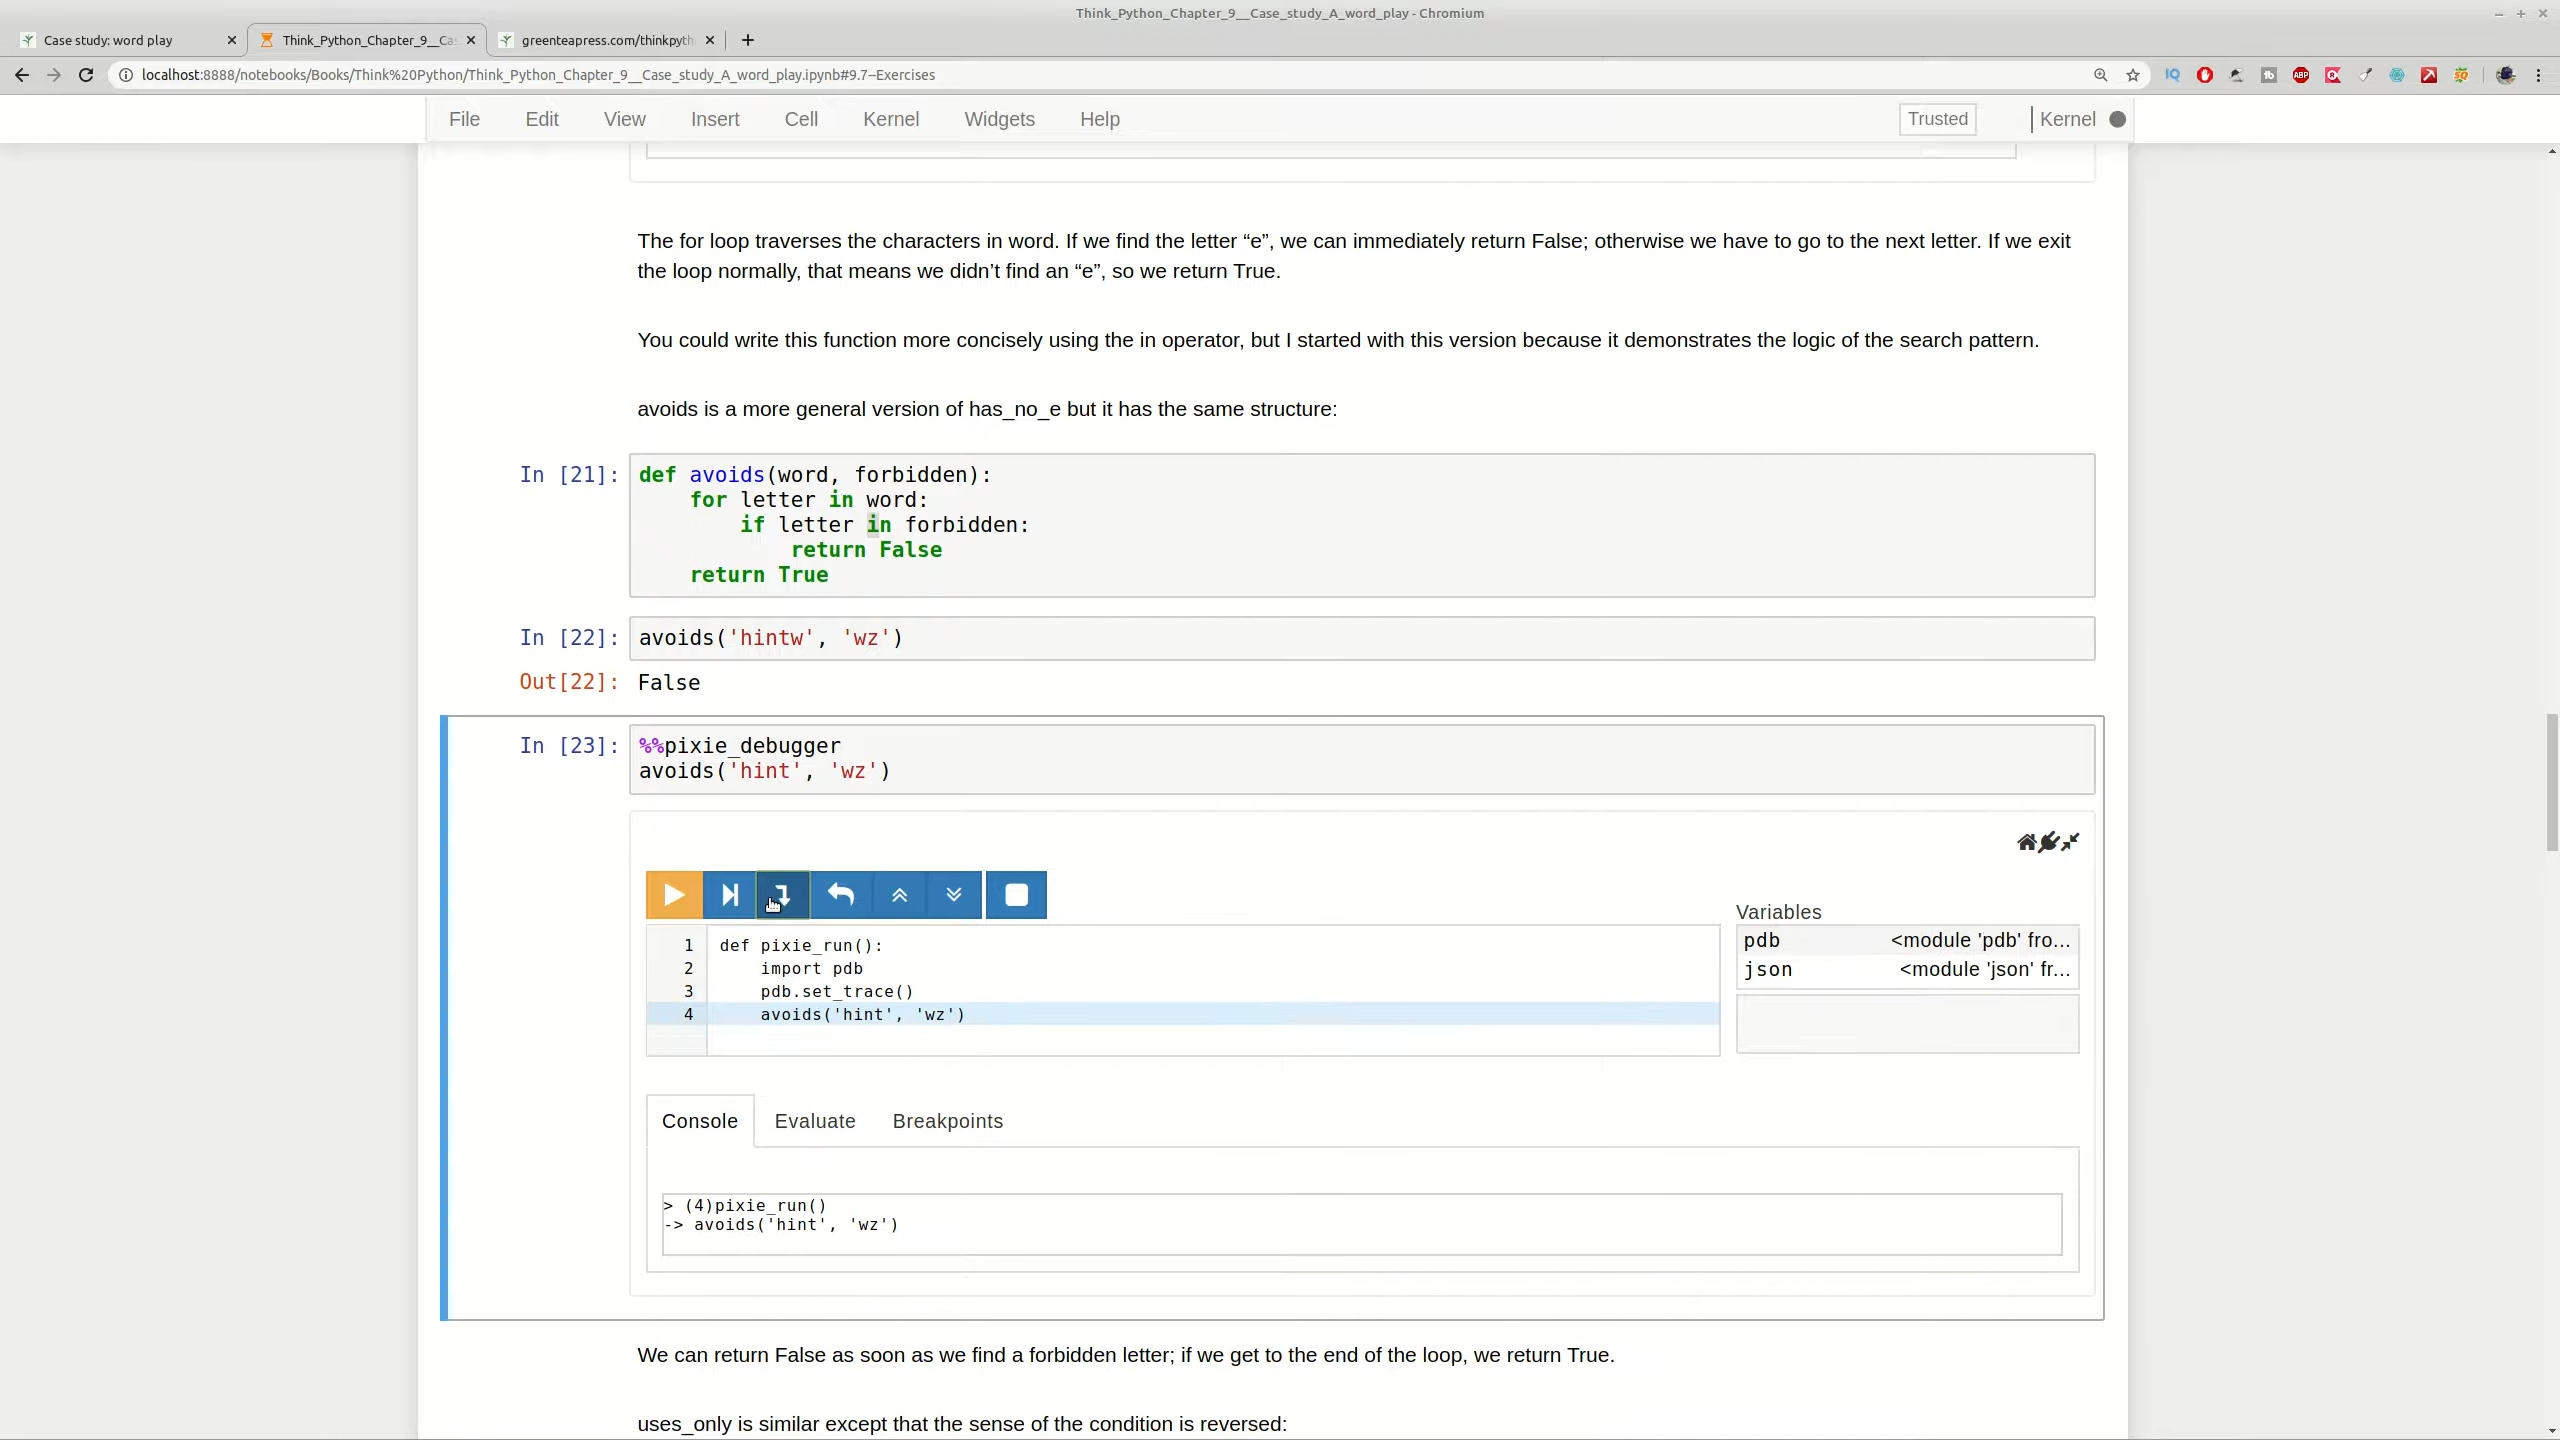 Think_Python_Chapter_9__Case_study_A_word_play - Chromium
Case study: word play
Think_Python_Chapter_9__Ca
greenteapress.com/thinkpyth
localhost:8888/notebooks/Books/Think%20Python/Think_Python_Chapter_9__Case_study_A_word_play.ipynb#9.7--Exercises
File Edit View Insert Cell Kernel Widgets Help Trusted Kernel
The for loop traverses the characters in word. If we find the letter “e”, we can immediately return False; otherwise we have to go to the next letter. If we exit
the loop normally, that means we didn’t find an “e”, so we return True.
You could write this function more concisely using the in operator, but I started with this version because it demonstrates the logic of the search pattern.
avoids is a more general version of has_no_e but it has the same structure:
In [21]: def avoids(word, forbidden):
for letter in word:
if letter in forbidden:
return False
return True
In [22]: avoids('hintw', 'wz')
Out[22]: False
In [23]: %%pixie_debugger
avoids('hint', 'wz')
Variables
pdb <module 'pdb' fro...
json <module 'json' fr...
1 def pixie_run():
2 import pdb
3 pdb.set_trace()
4 avoids('hint', 'wz')
Console Evaluate Breakpoints
> (4)pixie_run()
-> avoids('hint', 'wz')
We can return False as soon as we find a forbidden letter; if we get to the end of the loop, we return True.
uses_only is similar except that the sense of the condition is reversed: